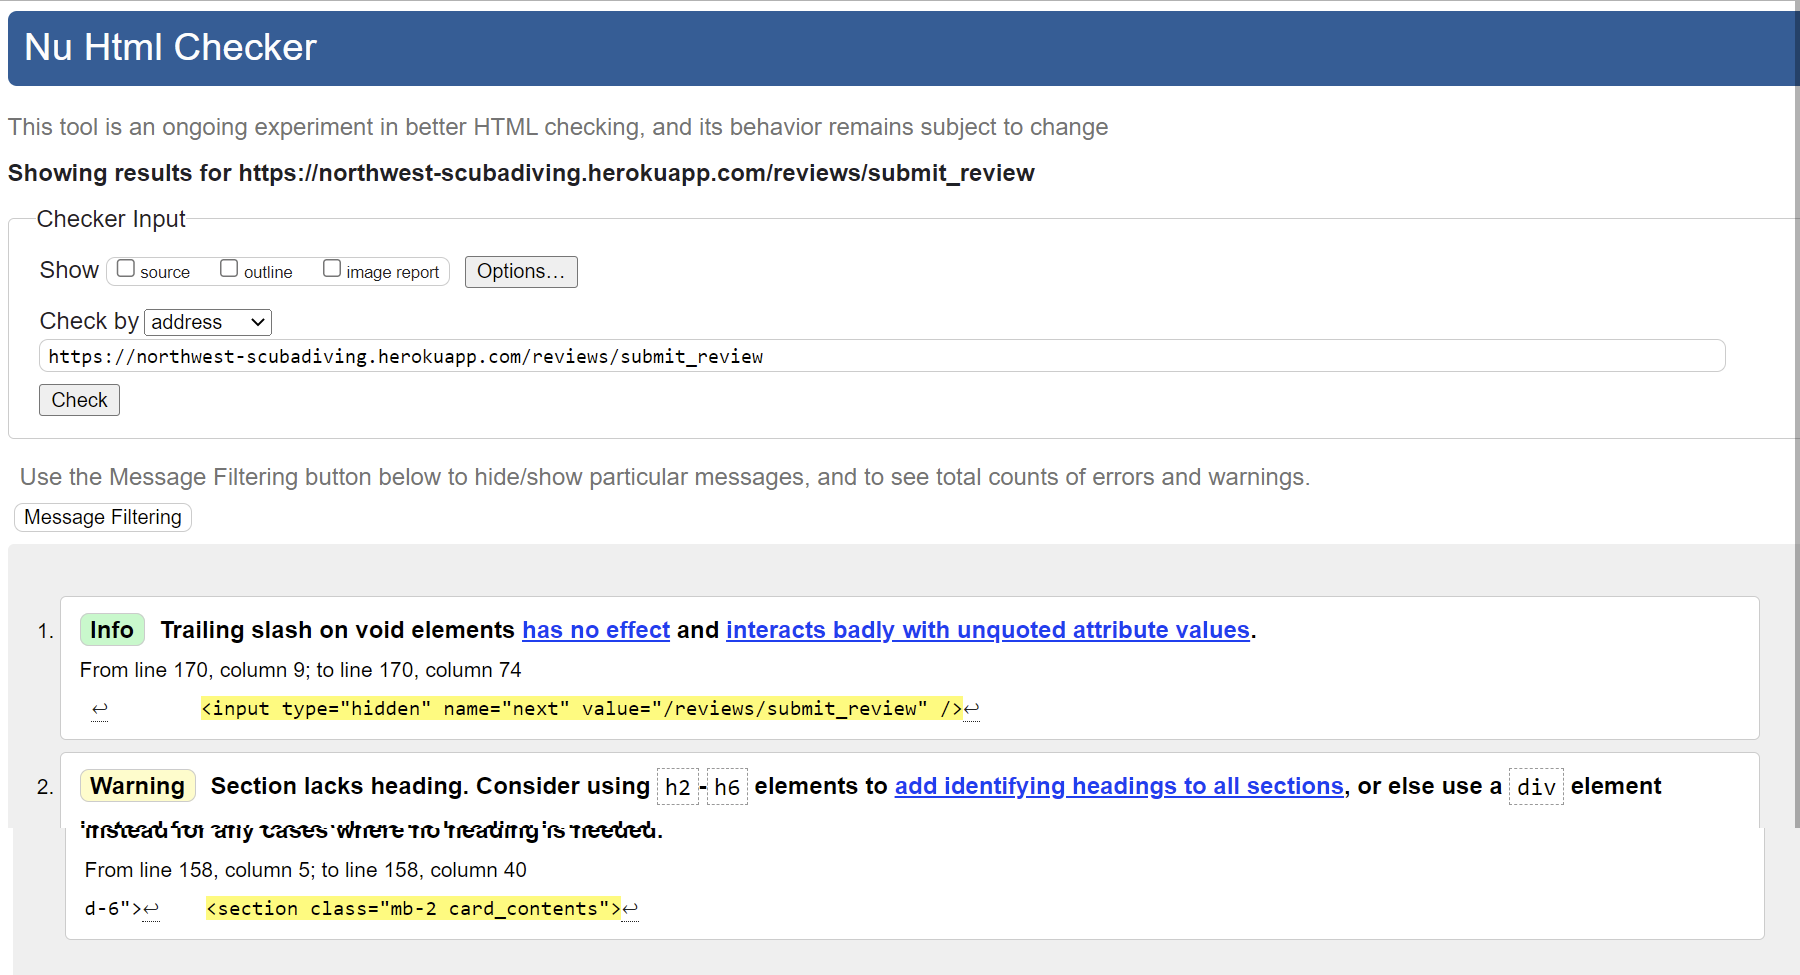 Nu Html Checker
This tool is an ongoing experiment in better HTML checking, and its behavior remains subject to change
Showing results for https://northwest-scubadiving.herokuapp.com/reviews/submit_review
Checker Input
Show source outline image report Options...
Check by address
https://northwest-scubadiving.herokuapp.com/reviews/submit_review
Check
Use the Message Filtering button below to hide/show particular messages, and to see total counts of errors and warnings.
Message Filtering
1. Info Trailing slash on void elements has no effect and interacts badly with unquoted attribute values.
From line 170, column 9; to line 170, column 74
↩ <input type="hidden" name="next" value="/reviews/submit_review" />↩
2. Warning Section lacks heading. Consider using h2-h6 elements to add identifying headings to all sections, or else use a div element
instead for any cases where no heading is needed.
From line 158, column 5; to line 158, column 40
d-6">↩ <section class="mb-2 card_contents">↩